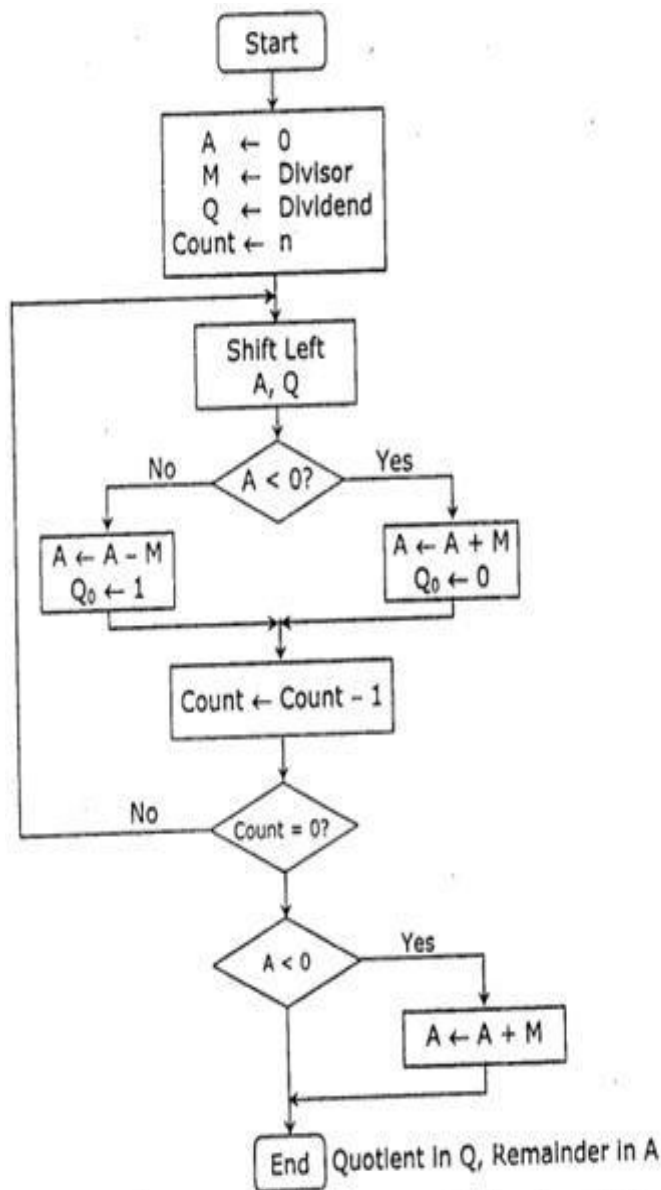 Start
A ← 0
M ← Divisor
Q ← Dividend
Count ← n
Shift Left
A, Q
A < 0?
No
Yes
A ← A – M
Q₀ ← 1
A ← A + M
Q₀ ← 0
Count ← Count – 1
Count = 0?
No
A < 0
Yes
A ← A + M
End
Quotient in Q, Remainder in A